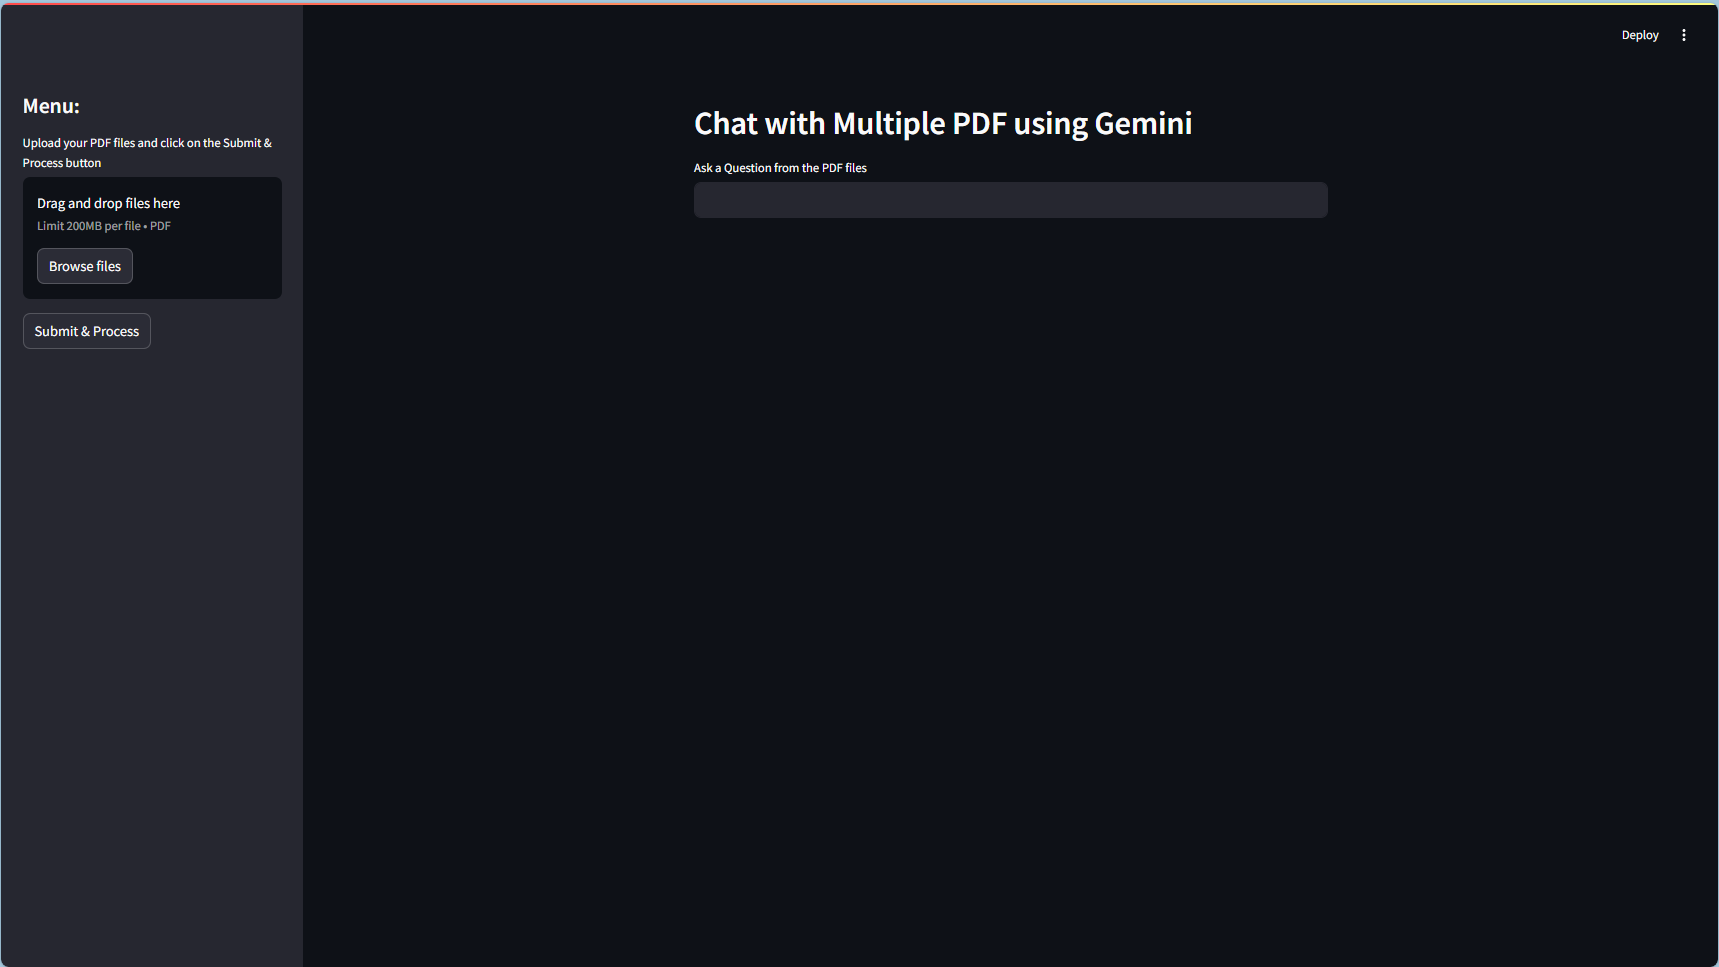 Deploy
Menu:
Upload your PDF files and click on the Submit &
Process button
Drag and drop files here
Limit 200MB per file • PDF
Browse files
Submit & Process
Chat with Multiple PDF using Gemini
Ask a Question from the PDF files